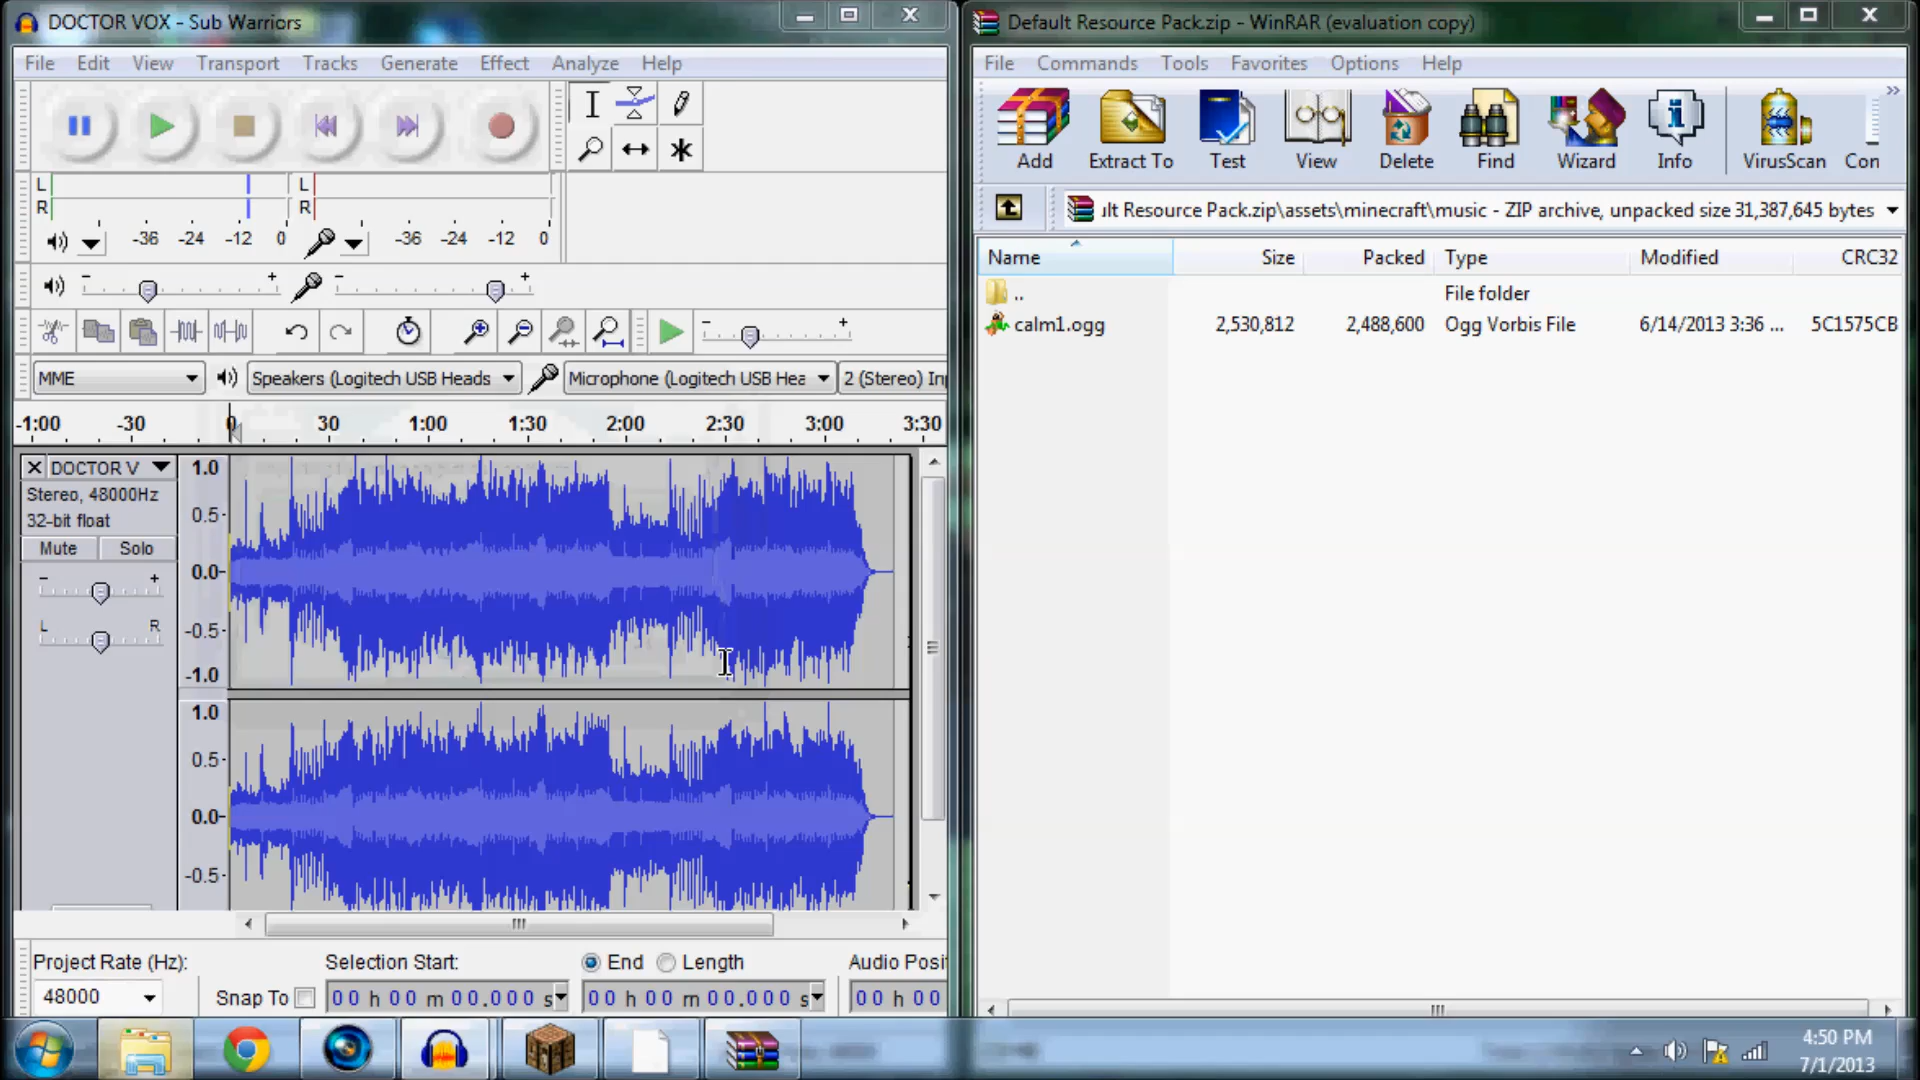 DOCTOR VOX - Sub Warriors
File Edit View Transport Tracks Generate Effect Analyze Help
L
R
-36 -24 -12 0
L
R
-36 -24 -12 0
- +
- +
- +
MME
Speakers (Logitech USB Heads
Microphone (Logitech USB Hea
2 (Stereo) In
-1:00 -30 0 30 1:00 1:30 2:00 2:30 3:00 3:30
DOCTOR V
Stereo, 48000Hz
32-bit float
Mute Solo
- +
L R
1.0
0.5-
0.0-
-0.5-
-1.0
1.0
0.5-
0.0-
-0.5-
Project Rate (Hz): Selection Start: End Length Audio Posit
48000 Snap To 00 h 00 m 00.000 s 00 h 00 m 00.000 s 00 h 00
Default Resource Pack.zip - WinRAR (evaluation copy)
File Commands Tools Favorites Options Help
Add Extract To Test View Delete Find Wizard Info VirusScan Con
ılt Resource Pack.zip\assets\minecraft\music - ZIP archive, unpacked size 31,387,645 bytes
Name Size Packed Type Modified CRC32
.. File folder
calm1.ogg 2,530,812 2,488,600 Ogg Vorbis File 6/14/2013 3:36 ... 5C1575CB
4:50 PM
7/1/2013